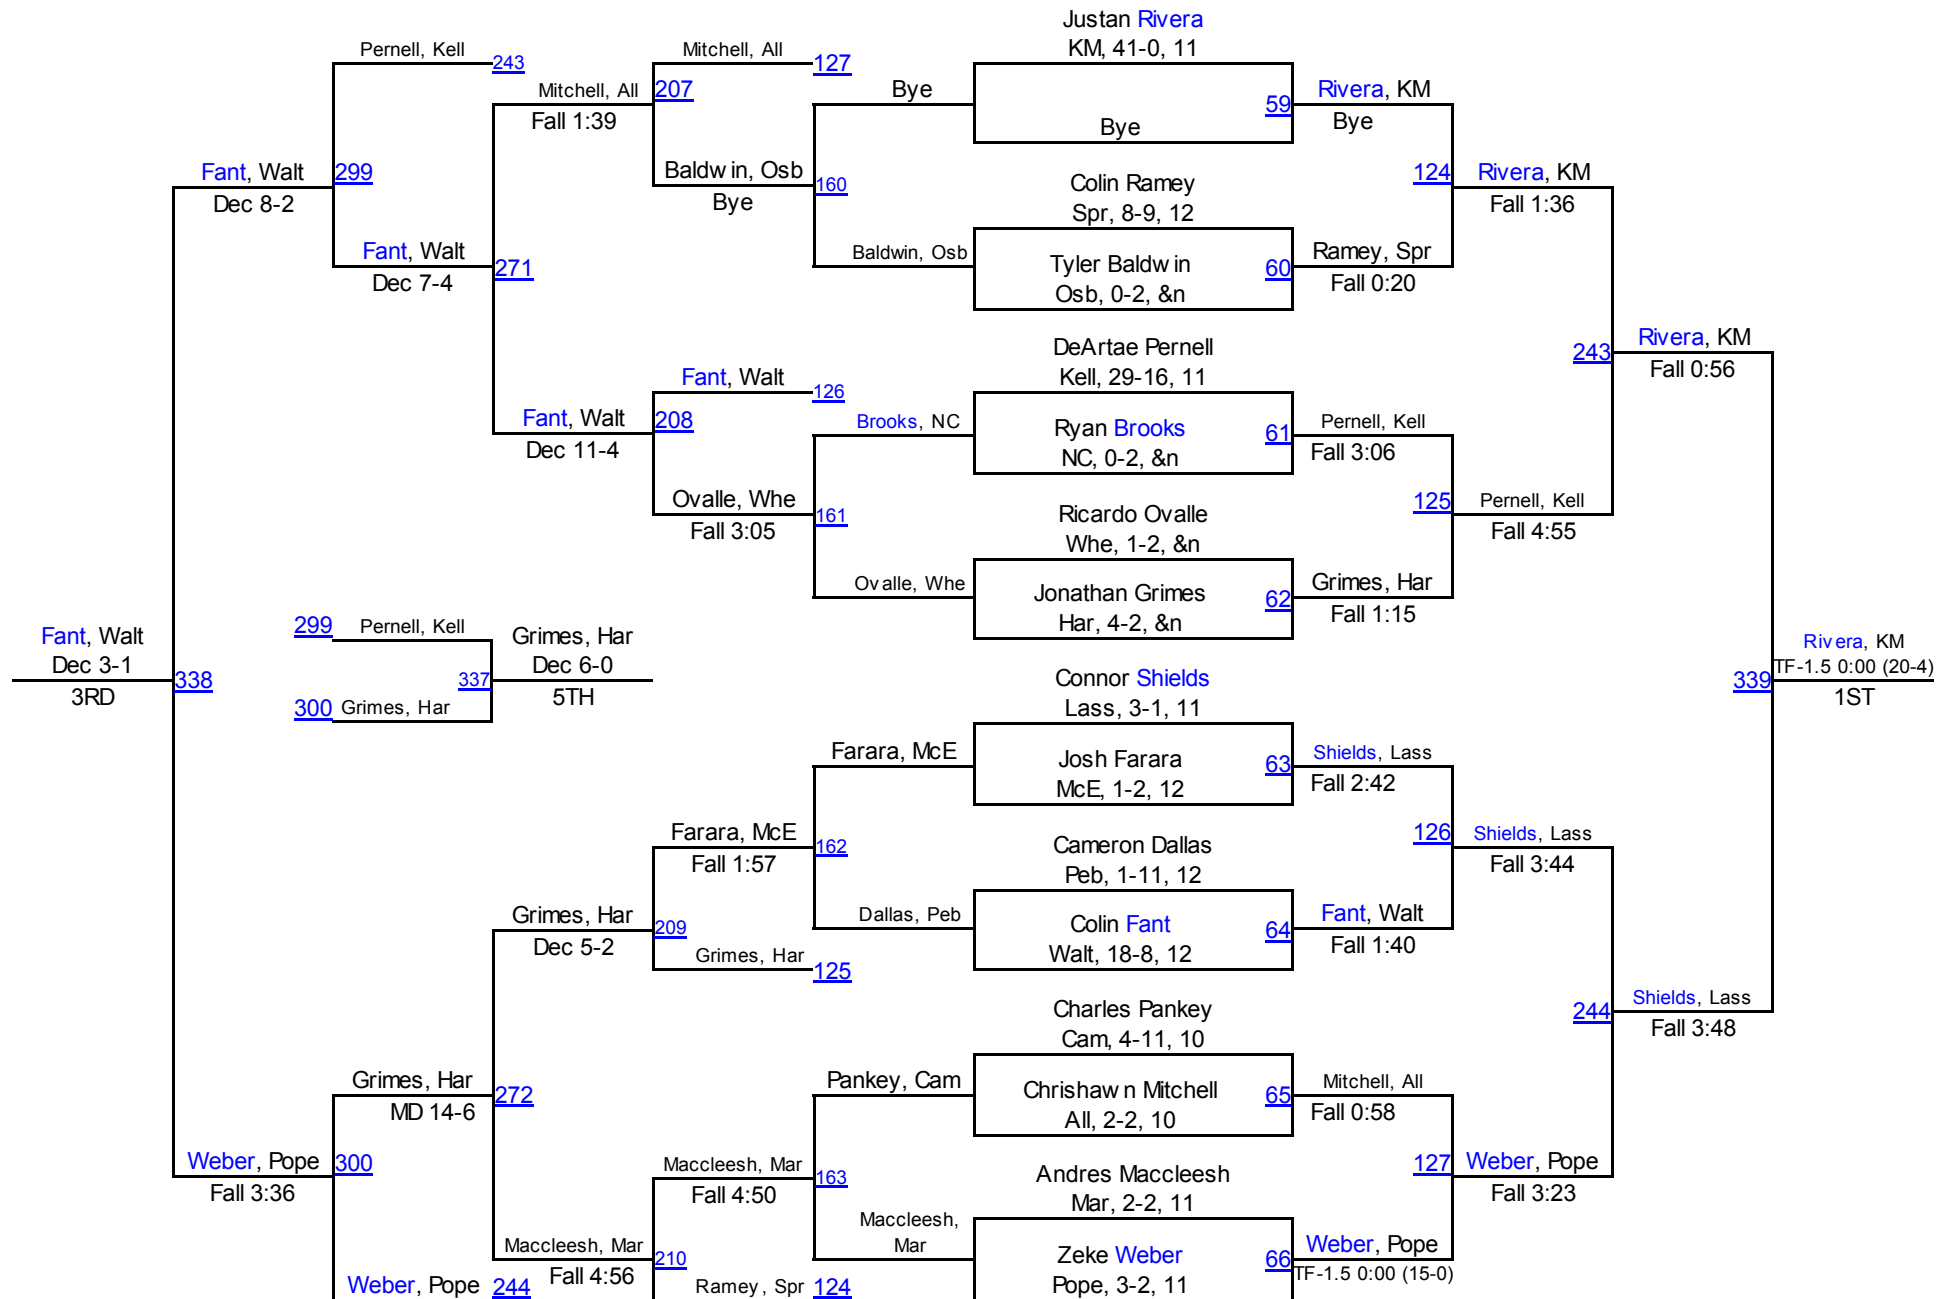 Justan Rivera
KM, 41-0, 11
Pernell, Kell
243
Mitchell, All
127
Mitchell, All
207
Fall 1:39
Bye
Bye
59
Rivera, KM
Bye
Fant, Walt
299
Dec 8-2
Baldwin, Osb
160
Bye
Colin Ramey
Spr, 8-9, 12
124
Rivera, KM
Fall 1:36
Fant, Walt
271
Dec 7-4
Baldwin, Osb
Tyler Baldwin
Osb, 0-2, &n
60
Ramey, Spr
Fall 0:20
DeArtae Pernell
Kell, 29-16, 11
243
Rivera, KM
Fall 0:56
Fant, Walt
126
Fant, Walt
208
Dec 11-4
Brooks, NC
Ryan Brooks
NC, 0-2, &n
61
Pernell, Kell
Fall 3:06
Ovalle, Whe
161
Fall 3:05
Ricardo Ovalle
Whe, 1-2, &n
125
Pernell, Kell
Fall 4:55
Ovalle, Whe
Jonathan Grimes
Har, 4-2, &n
62
Grimes, Har
Fall 1:15
Fant, Walt
Dec 3-1
3RD
338
299
Pernell, Kell
300
Grimes, Har
337
Grimes, Har
Dec 6-0
5TH
Connor Shields
Lass, 3-1, 11
339
Rivera, KM
TF-1.5 0:00 (20-4)
1ST
Farara, McE
Josh Farara
McE, 1-2, 12
63
Shields, Lass
Fall 2:42
Farara, McE
162
Fall 1:57
Cameron Dallas
Peb, 1-11, 12
126
Shields, Lass
Fall 3:44
Grimes, Har
209
Dec 5-2
Dallas, Peb
Colin Fant
Walt, 18-8, 12
64
Fant, Walt
Fall 1:40
Grimes, Har
125
Charles Pankey
Cam, 4-11, 10
244
Shields, Lass
Fall 3:48
Grimes, Har
272
MD 14-6
Pankey, Cam
Chrishawn Mitchell
All, 2-2, 10
65
Mitchell, All
Fall 0:58
Weber, Pope
300
Fall 3:36
Maccleesh, Mar
163
Fall 4:50
Andres Maccleesh
Mar, 2-2, 11
127
Weber, Pope
Fall 3:23
Maccleesh, Mar
210
Fall 4:56
Maccleesh,
Mar
Zeke Weber
Pope, 3-2, 11
66
Weber, Pope
TF-1.5 0:00 (15-0)
Weber, Pope
244
Ramey, Spr
124